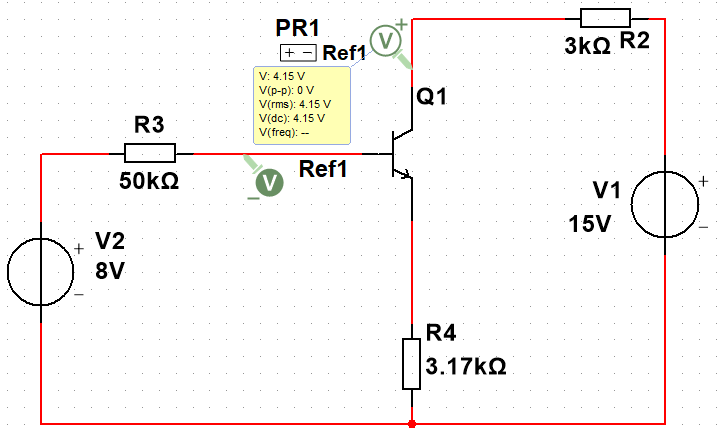 PR1
+ − Ref1
V +
V: 4.15 V
V(p-p): 0 V
V(rms): 4.15 V
V(dc): 4.15 V
V(freq): --
3kΩ R2
Q1
R3
50kΩ
Ref1
− V
V1 +
15V −
V2 +
8V −
R4
3.17kΩ